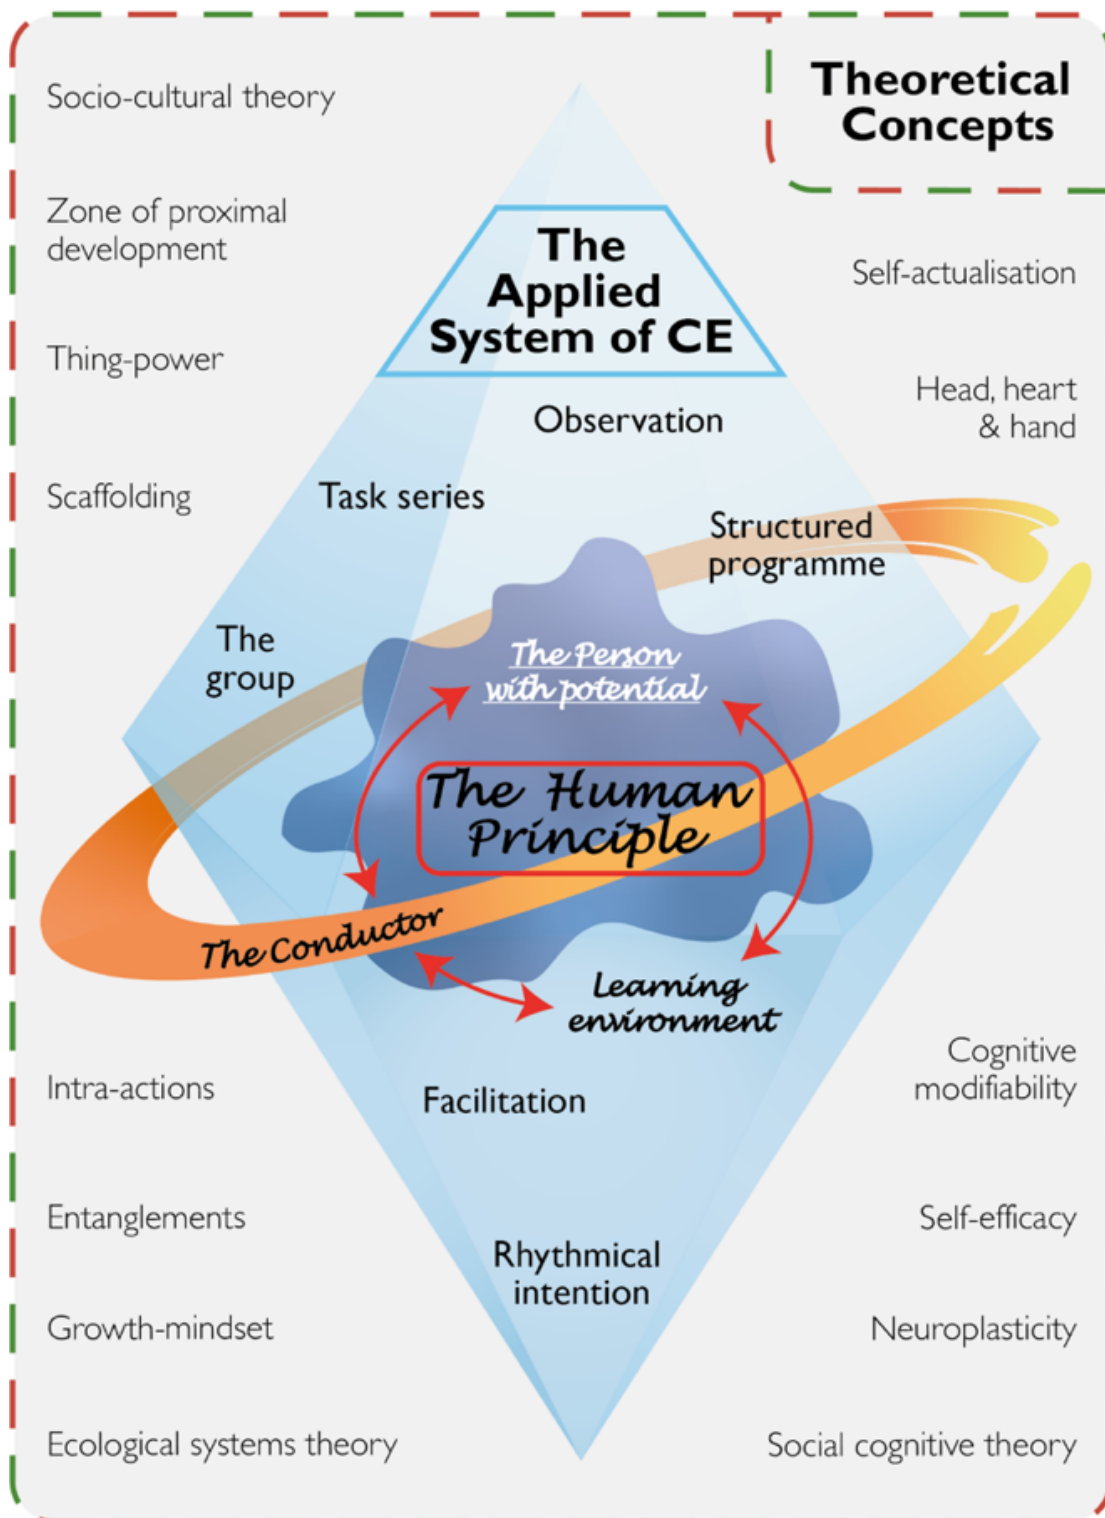 Theoretical
Concepts
Socio-cultural theory
Zone of proximal
development
Thing-power
Scaffolding
Self-actualisation
Head, heart
& hand
The
Applied
System of CE
Observation
Task series
Structured
programme
The
group
The Person
with potential
The Human
Principle
The Conductor
Learning
environment
Facilitation
Rhythmical
intention
Intra-actions
Entanglements
Growth-mindset
Ecological systems theory
Cognitive
modifiability
Self-efficacy
Neuroplasticity
Social cognitive theory